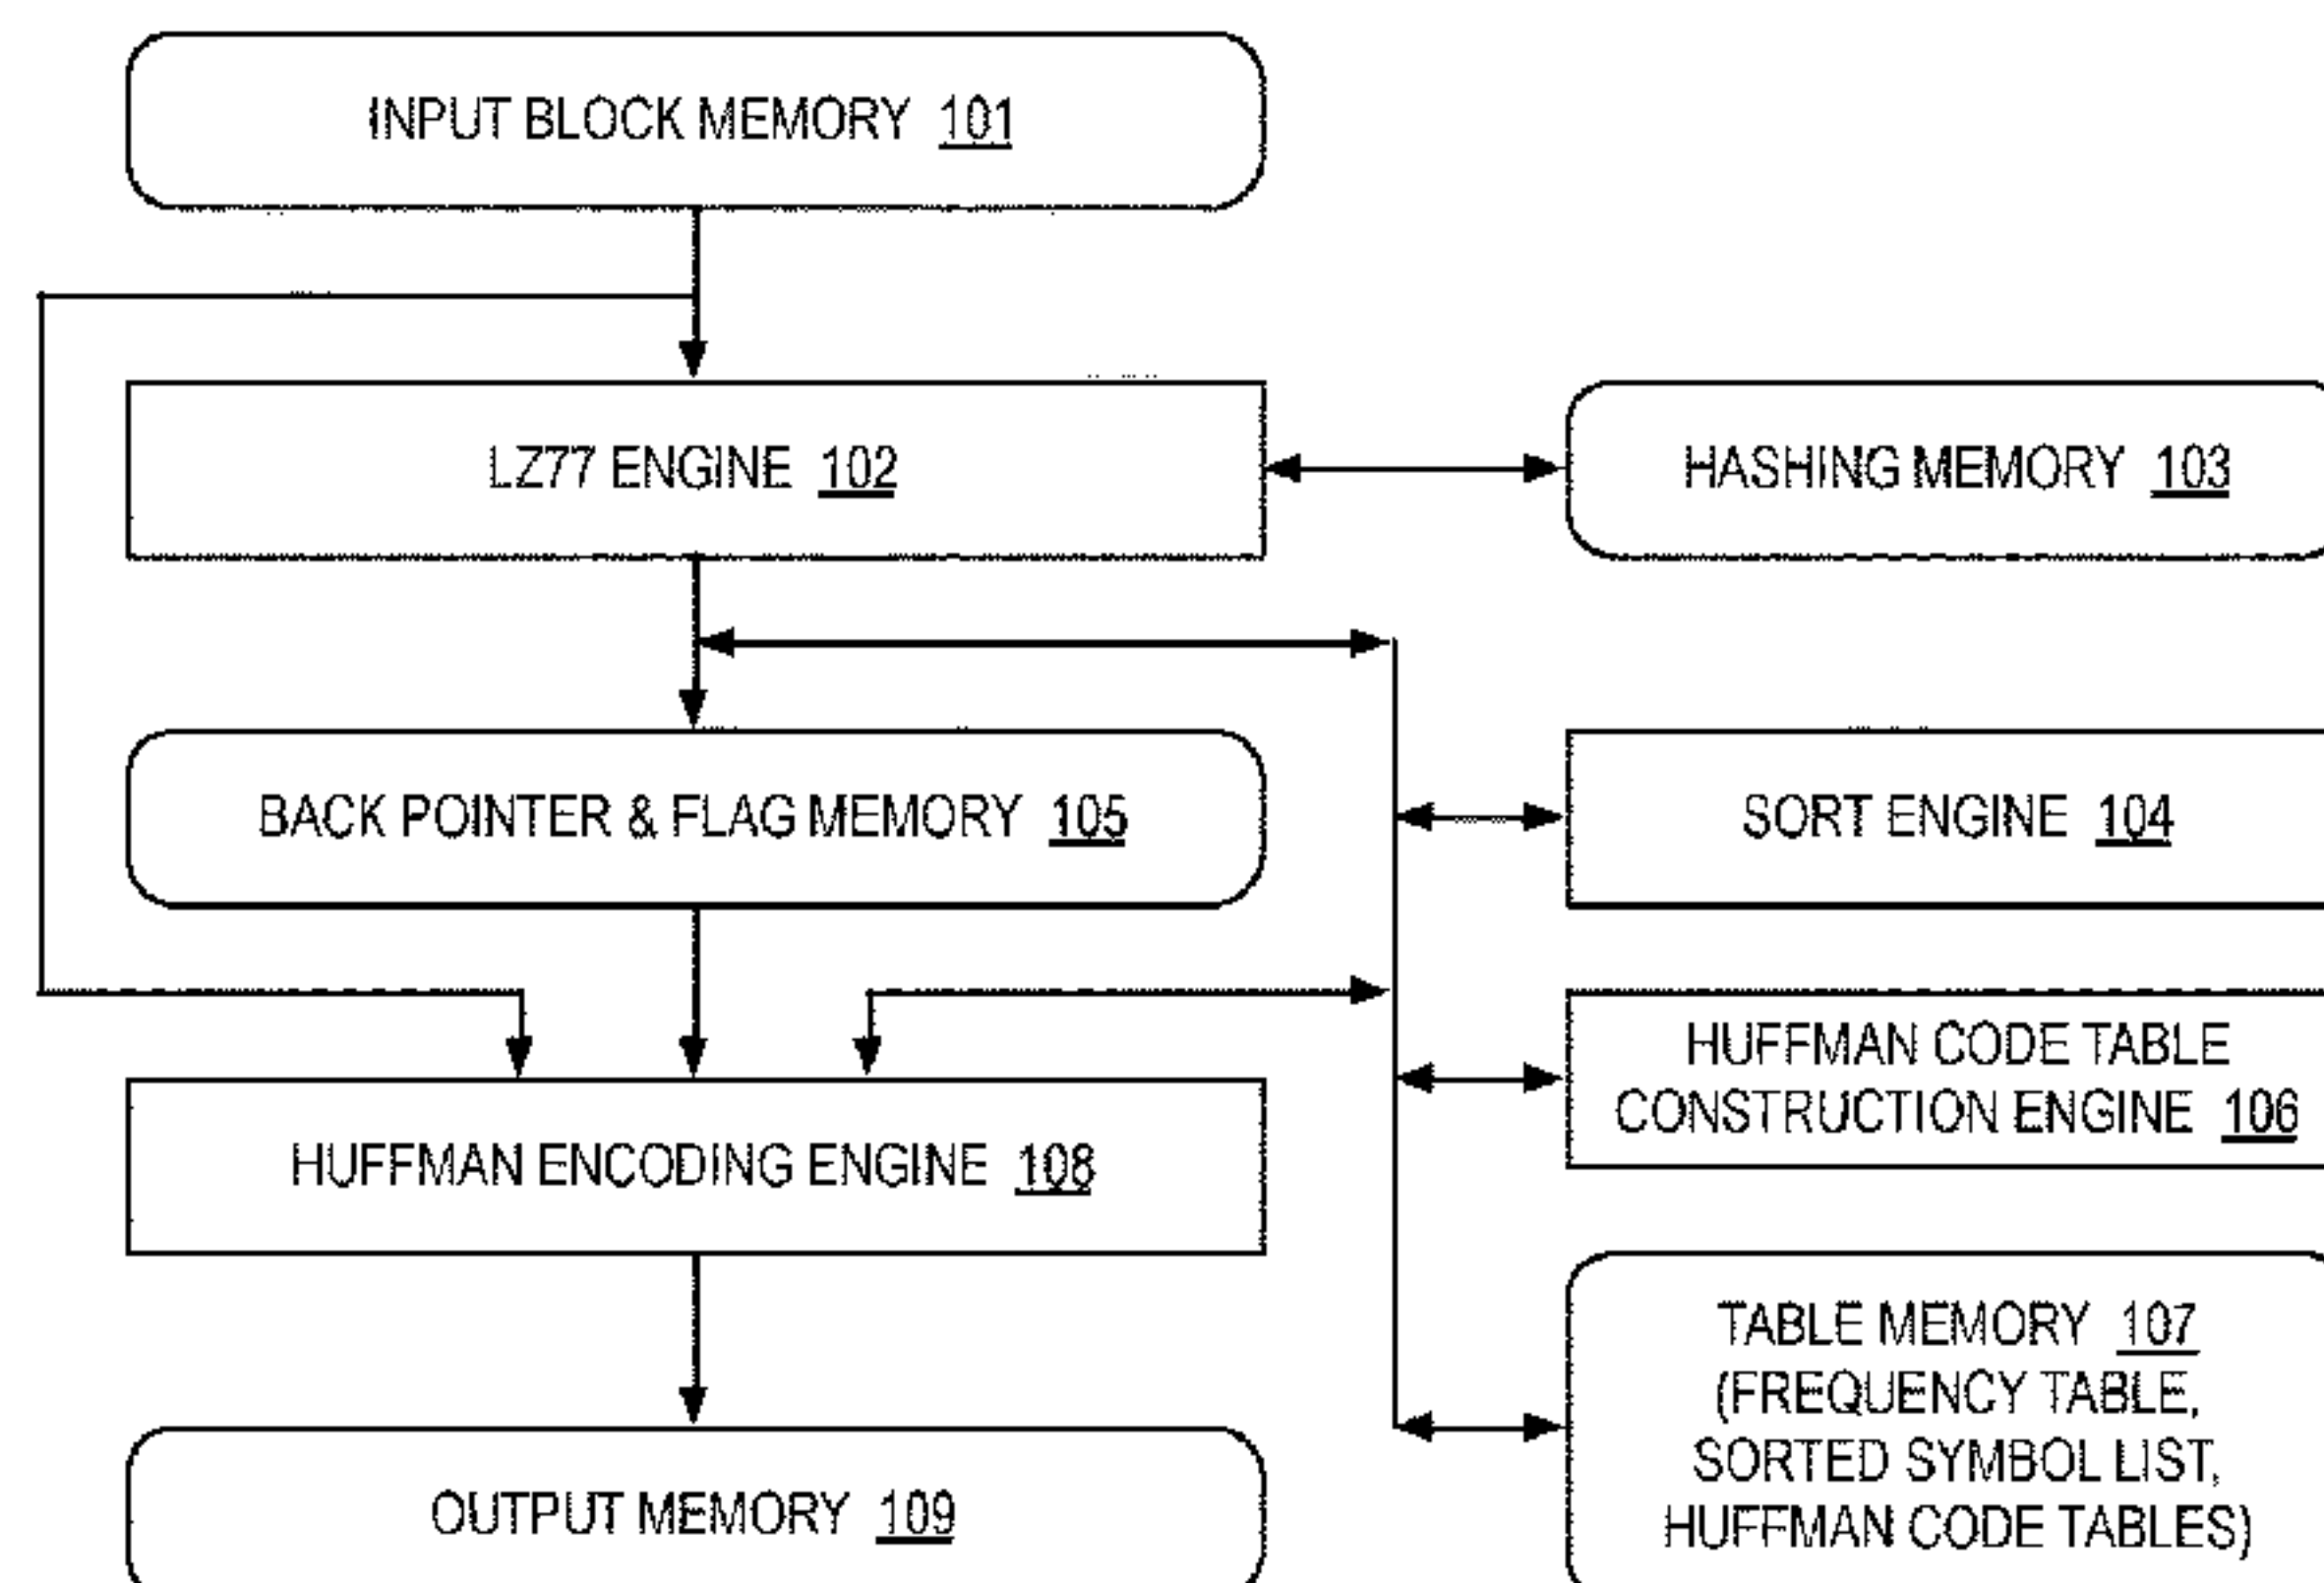 INPUT BLOCK MEMORY 101
LZ77 ENGINE 102
HASHING MEMORY 103
BACK POINTER & FLAG MEMORY 105
SORT ENGINE 104
HUFFMAN CODE TABLE
CONSTRUCTION ENGINE 106
HUFFMAN ENCODING ENGINE 108
TABLE MEMORY 107
(FREQUENCY TABLE,
SORTED SYMBOL LIST,
HUFFMAN CODE TABLES)
OUTPUT MEMORY 109